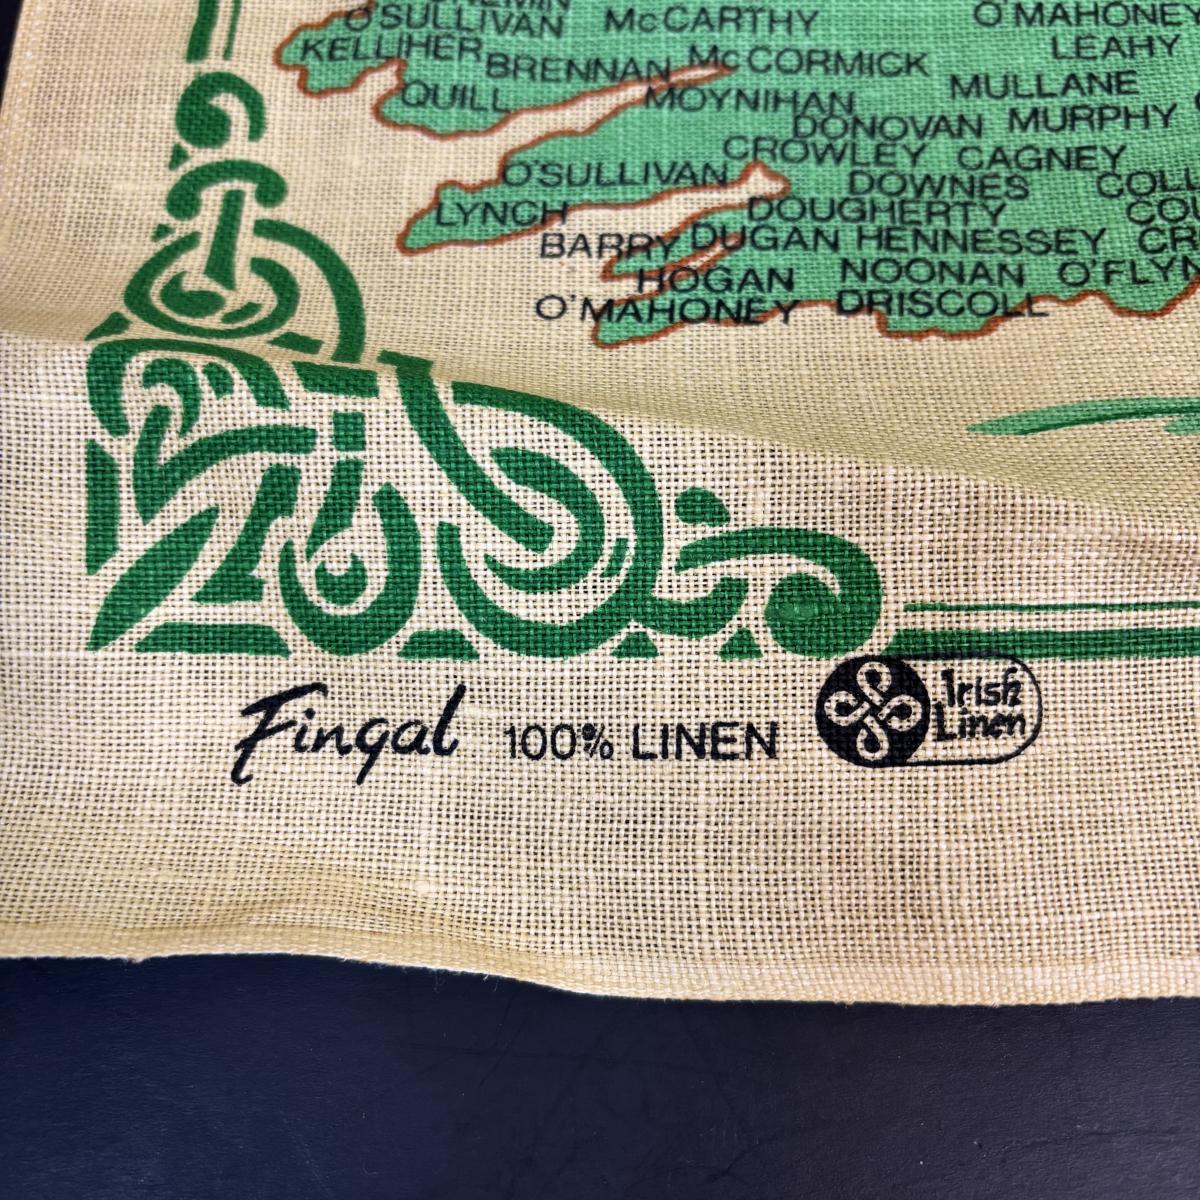 O'SULLIVAN McCARTHY O'MAHONEY
KELLIHER BRENNAN McCORMICK LEAHY
QUILL MOYNIHAN MULLANE
DONOVAN MURPHY
CROWLEY CAGNEY
O'SULLIVAN DOWNES
LYNCH DOUGHERTY
BARRY DUGAN HENNESSEY
HOGAN NOONAN
O'MAHONEY DRISCOLL
Fingal 100% LINEN Irish
Linen